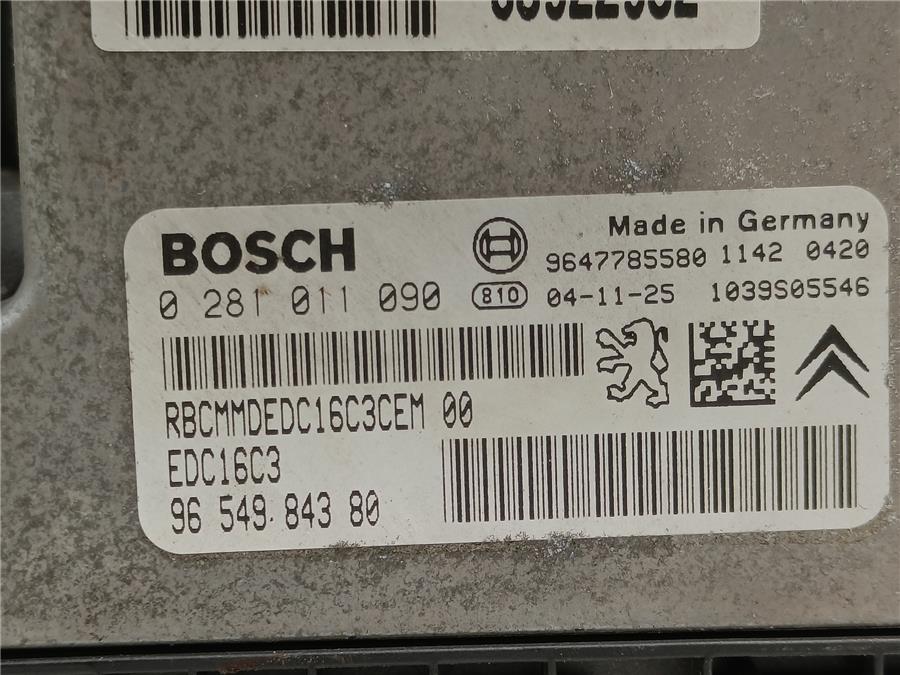 BOSCH
Made in Germany
9647785580 1142 0420
0 281 011 090 810 04-11-25 1039S05546
RBCMMDEDC16C3CEM 00
EDC16C3
96 549 843 80